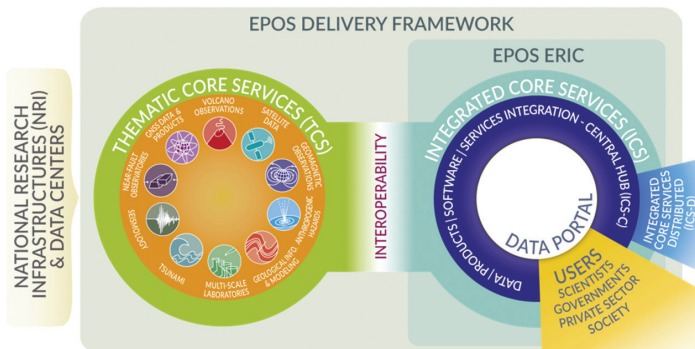 EPOS DELIVERY FRAMEWORK
EPOS ERIC
NATIONAL RESEARCH
INFRASTRUCTURES (NRI)
& DATA CENTERS
THEMATIC CORE SERVICES (TCS)
VOLCANO
OBSERVATIONS
SATELLITE
DATA
GEOMAGNETIC
OBSERVATIONS
ANTHROPOGENIC
HAZARDS
GEOLOGICAL INFO.
& MODELING
MULTI-SCALE
LABORATORIES
TSUNAMI
SEISMOLOGY
NEAR-FAULT
OBSERVATORIES
GNSS DATA &
PRODUCTS
INTEROPERABILITY
INTEGRATED CORE SERVICES (ICS)
DATA | PRODUCTS | SOFTWARE | SERVICES INTEGRATION - CENTRAL HUB (ICS-C)
DATA PORTAL
INTEGRATED
CORE SERVICES
DISTRIBUTED
(ICS-D)
USERS
SCIENTISTS
GOVERNMENTS
PRIVATE SECTOR
SOCIETY